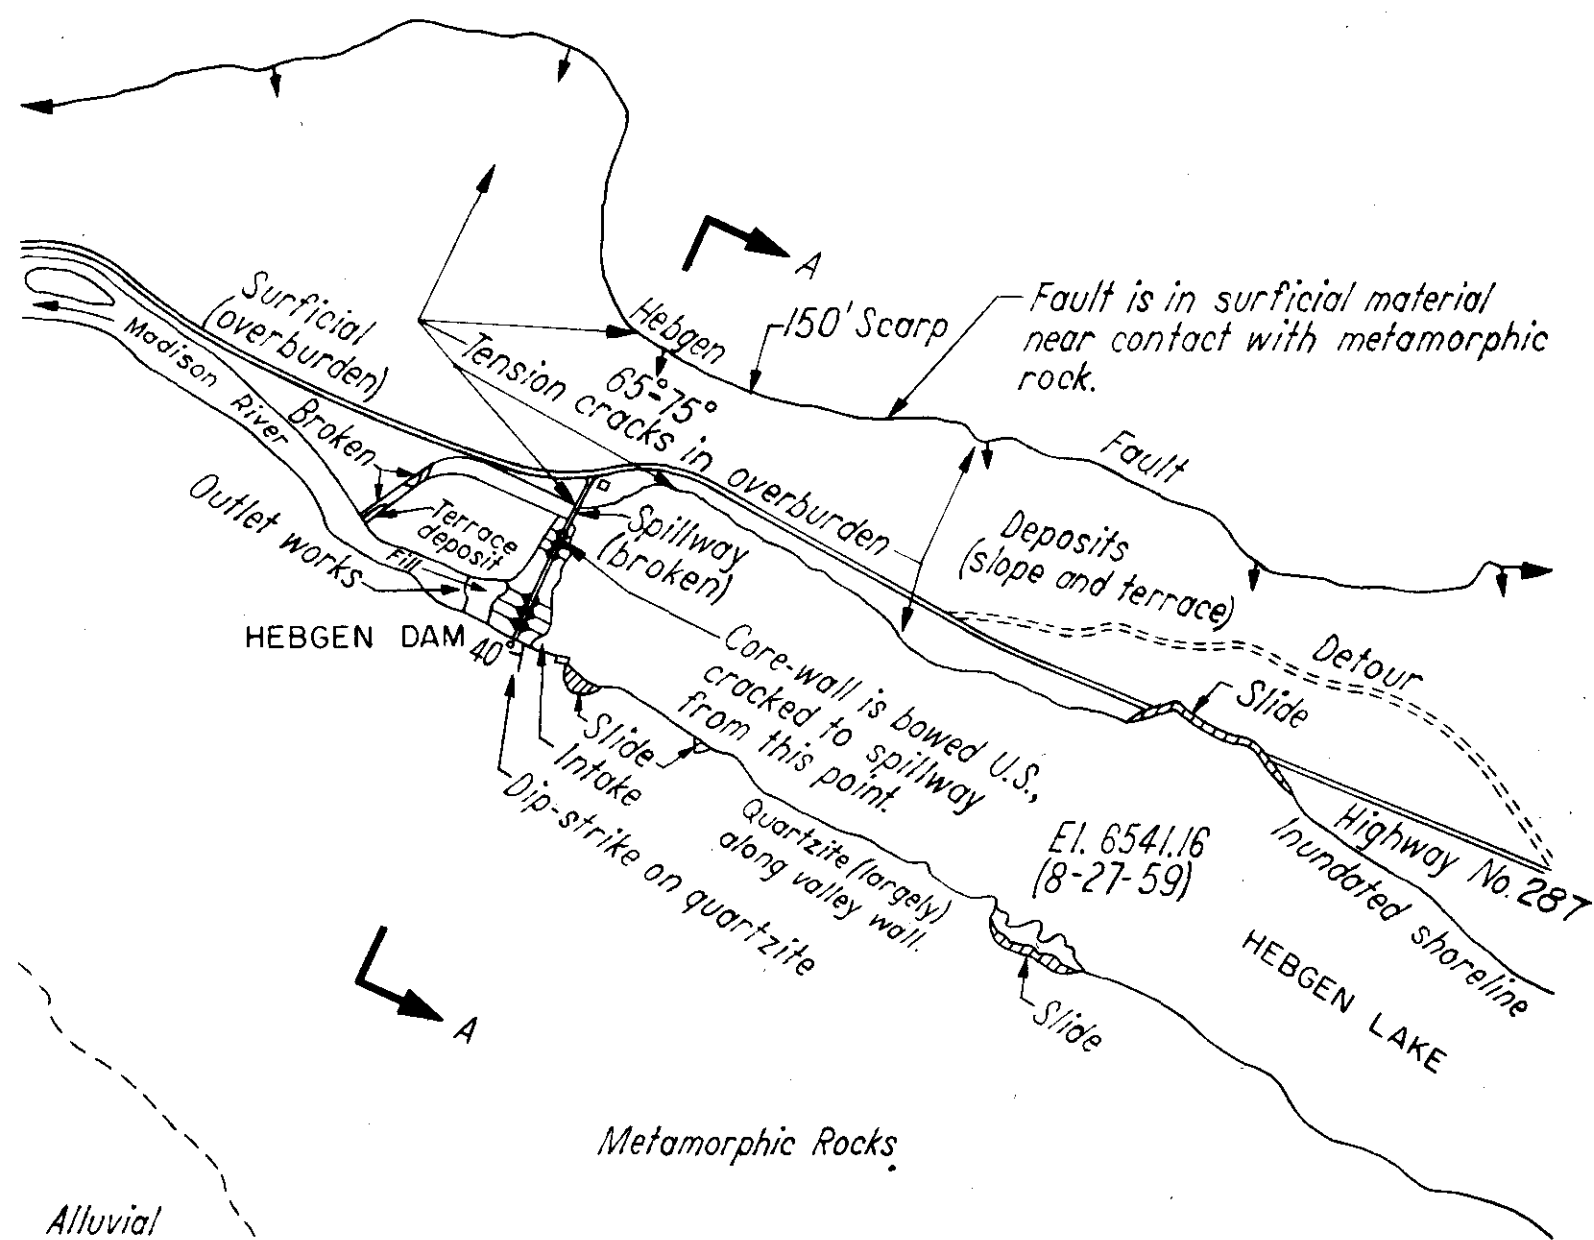 A
Hebgen
150' Scarp
Fault is in surficial material
near contact with metamorphic
rock.
Surficial
(overburden)
Madison
River
Tension cracks in overburden
65°-75°
Fault
Broken
Outlet works
Terrace
deposit
Fill
Spillway
(broken)
Deposits
(slope and terrace)
HEBGEN DAM
40°
Core-wall is bowed U.S.,
cracked to spillway
from this point.
Detour
Slide
Slide
Intake
Dip-strike on quartzite
Quartzite (largely)
along valley wall.
El. 6541.16
(8-27-59)
Highway No. 287
Inundated shoreline
HEBGEN LAKE
A
Slide
Metamorphic Rocks
Alluvial